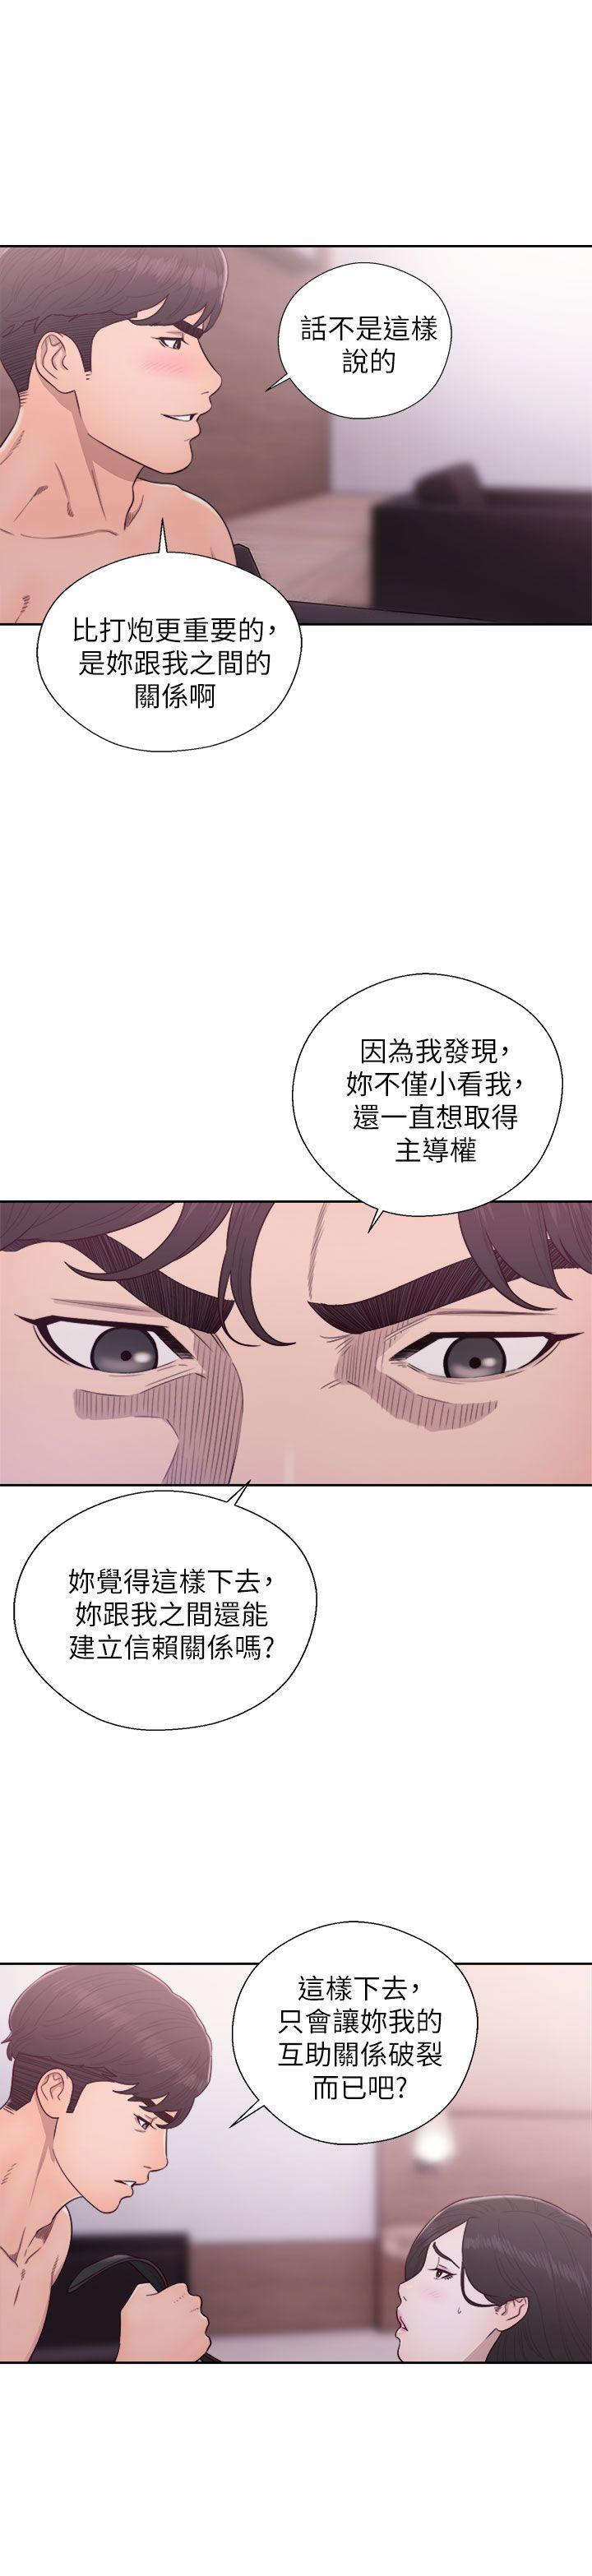 話不是這樣
說的
比打炮更重要的，
是妳跟我之間的
關係啊
因為我發現，
妳不僅小看我，
還一直想取得
主導權
妳覺得這樣下去，
妳跟我之間還能
建立信賴關係嗎?
這樣下去，
只會讓妳我的
互助關係破裂
而已吧?